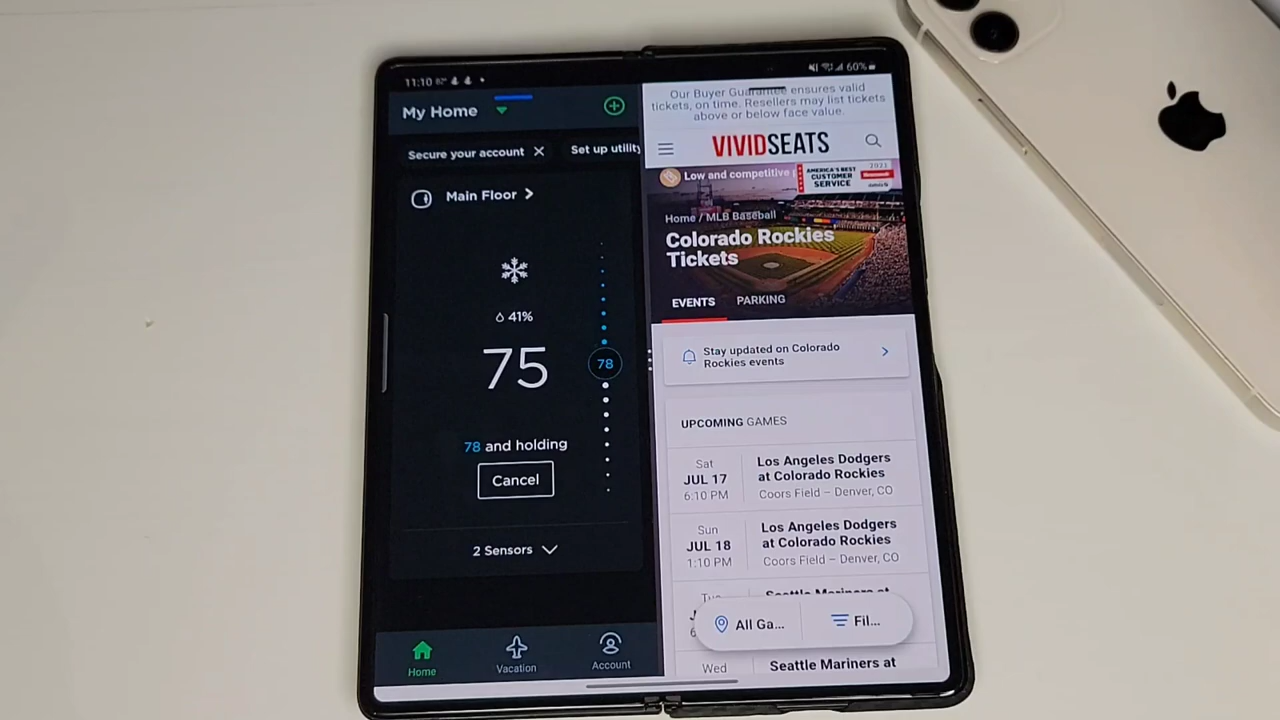 11:10
60%
My Home
Secure your account ✕
Set up utility
Main Floor >
41%
75
78
78 and holding
Cancel
2 Sensors
Home
Vacation
Account
Our Buyer Guarantee ensures valid
tickets, on time. Resellers may list tickets
above or below face value.
VIVIDSEATS
Low and competitive
2021
AMERICA'S BEST
CUSTOMER
SERVICE
Newsweek
Home / MLB Baseball
Colorado Rockies
Tickets
EVENTS
PARKING
Stay updated on Colorado
Rockies events
UPCOMING GAMES
Sat
JUL 17
6:10 PM
Los Angeles Dodgers
at Colorado Rockies
Coors Field – Denver, CO
Sun
JUL 18
1:10 PM
Los Angeles Dodgers
at Colorado Rockies
Coors Field – Denver, CO
Seattle Mariners at
All Ga...
Fil...
Wed
Seattle Mariners at